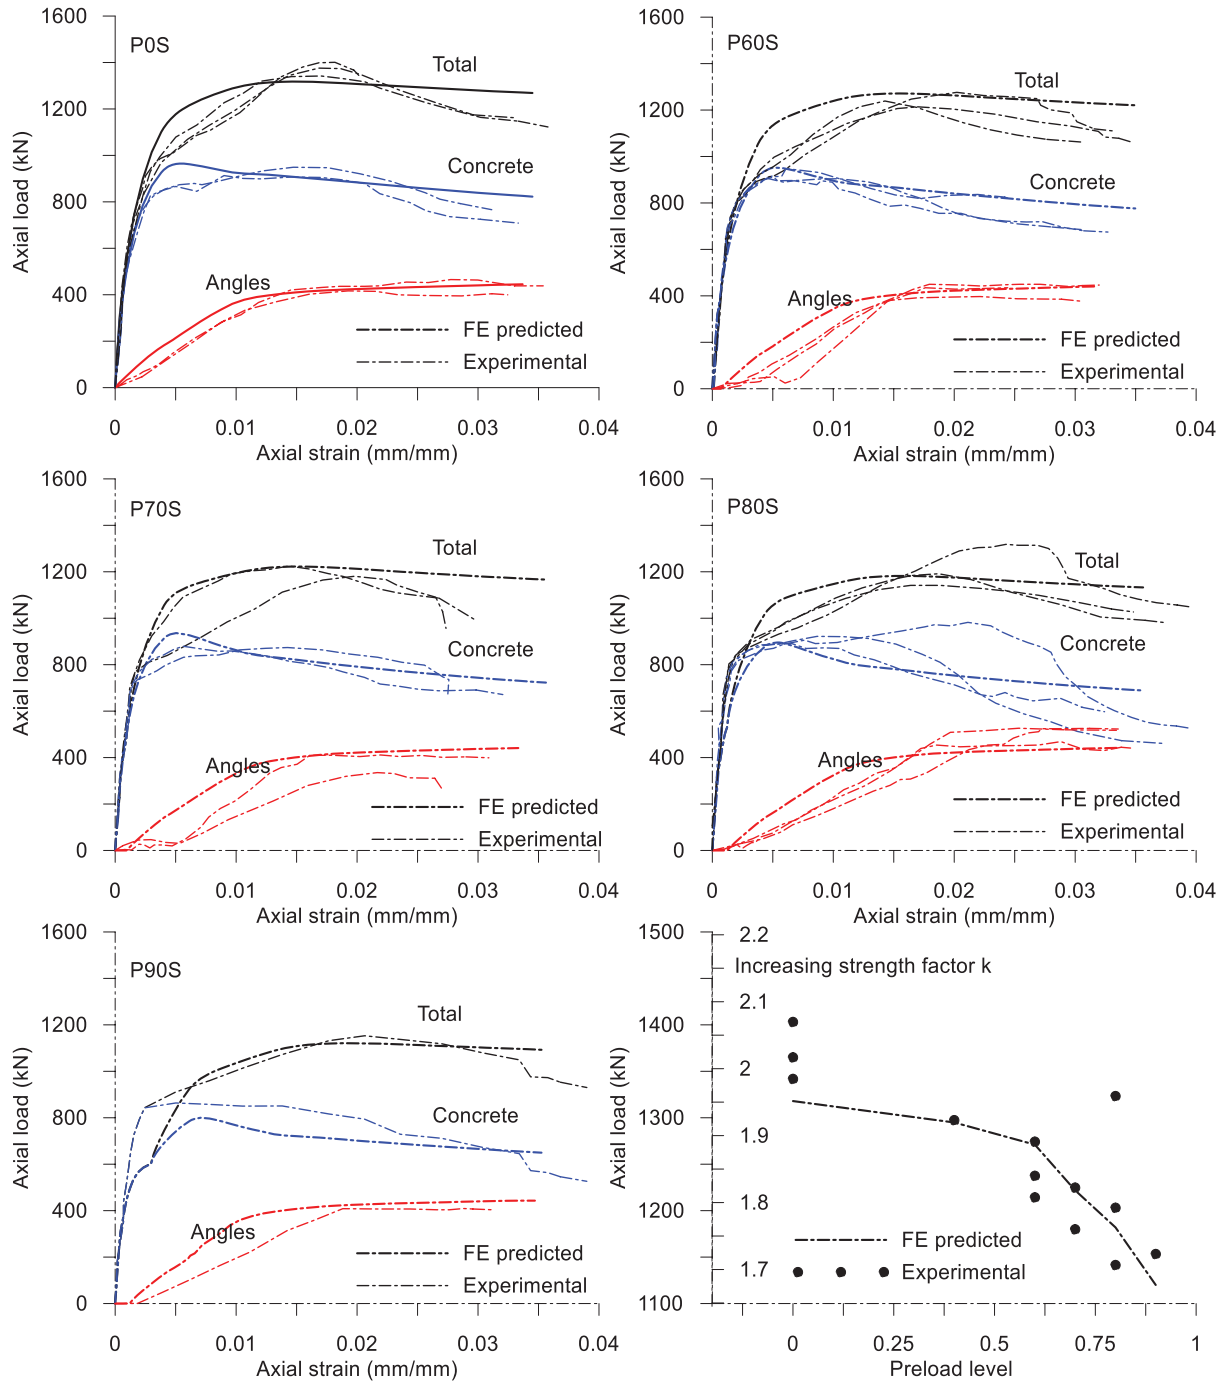 P0S
1600
1200
800
400
0
Axial load (kN)
Total
Concrete
Angles
FE predicted
Experimental
0 0.01 0.02 0.03 0.04
Axial strain (mm/mm)
P60S
1600
1200
800
400
0
Axial load (kN)
Total
Concrete
Angles
FE predicted
Experimental
0 0.01 0.02 0.03 0.04
Axial strain (mm/mm)
P70S
1600
1200
800
400
0
Axial load (kN)
Total
Concrete
Angles
FE predicted
Experimental
0 0.01 0.02 0.03 0.04
Axial strain (mm/mm)
P80S
1600
1200
800
400
0
Axial load (kN)
Total
Concrete
Angles
FE predicted
Experimental
0 0.01 0.02 0.03 0.04
Axial strain (mm/mm)
P90S
1600
1200
800
400
0
Axial load (kN)
Total
Concrete
Angles
FE predicted
Experimental
0 0.01 0.02 0.03 0.04
Axial strain (mm/mm)
1500
1400
1300
1200
1100
Axial load (kN)
2.2
Increasing strength factor k
2.1
2
1.9
1.8
1.7
FE predicted
Experimental
0 0.25 0.5 0.75 1
Preload level